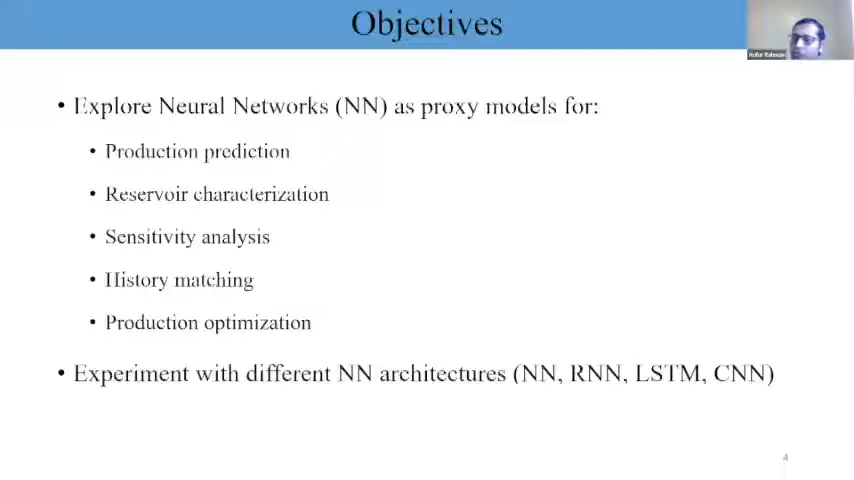 Objectives
• Explore Neural Networks (NN) as proxy models for:
• Production prediction
• Reservoir characterization
• Sensitivity analysis
• History matching
• Production optimization
• Experiment with different NN architectures (NN, RNN, LSTM, CNN)
4